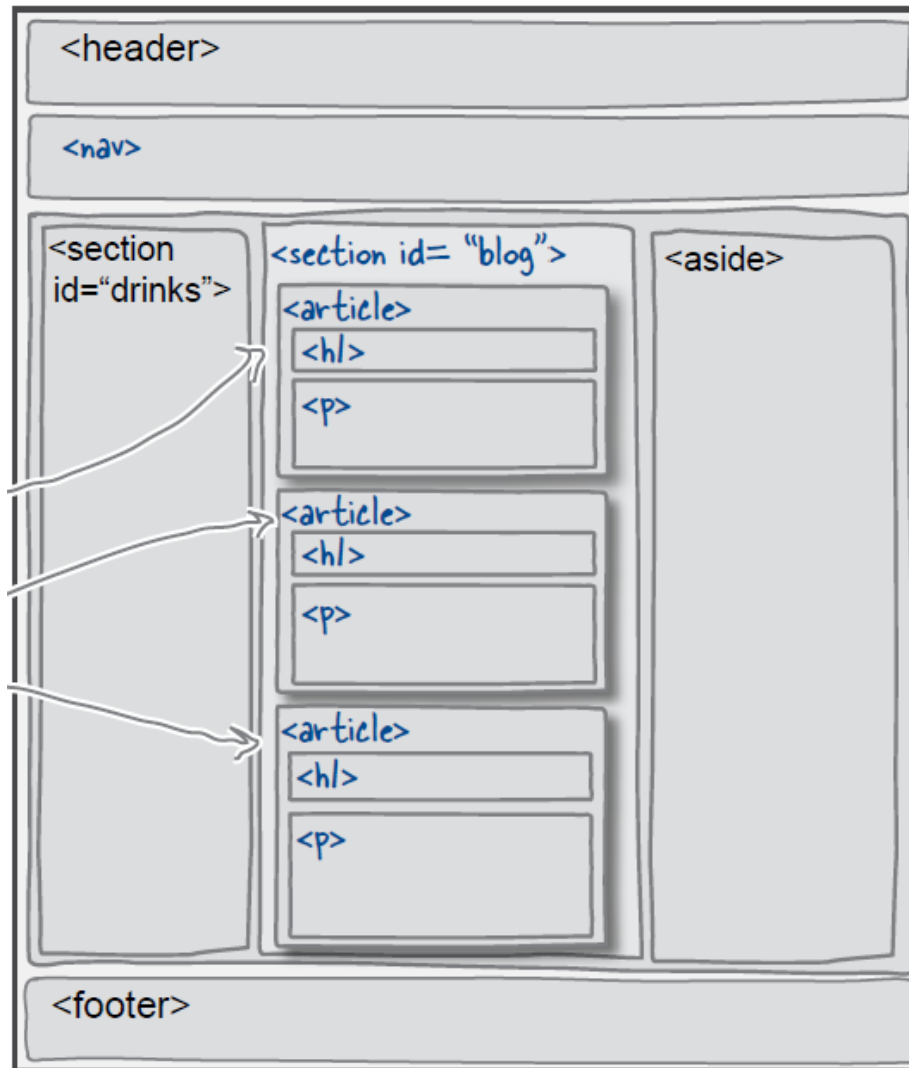 <header>
<nav>
<section
id=“drinks”>
<section id= “blog”>
<article>
<h1>
<p>
<article>
<h1>
<p>
<article>
<h1>
<p>
<aside>
<footer>